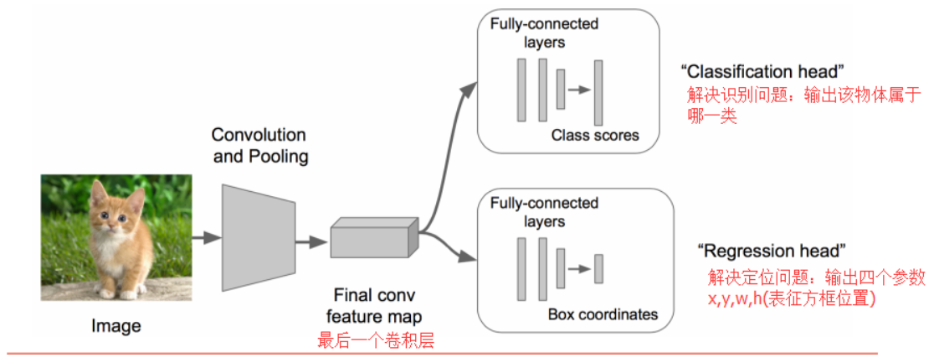 Fully-connected
layers
Class scores
"Classification head"
解决识别问题：输出该物体属于
哪一类
Convolution
and Pooling
Image
Final conv
feature map
最后一个卷积层
Fully-connected
layers
Box coordinates
"Regression head"
解决定位问题：输出四个参数
x,y,w,h(表征方框位置)